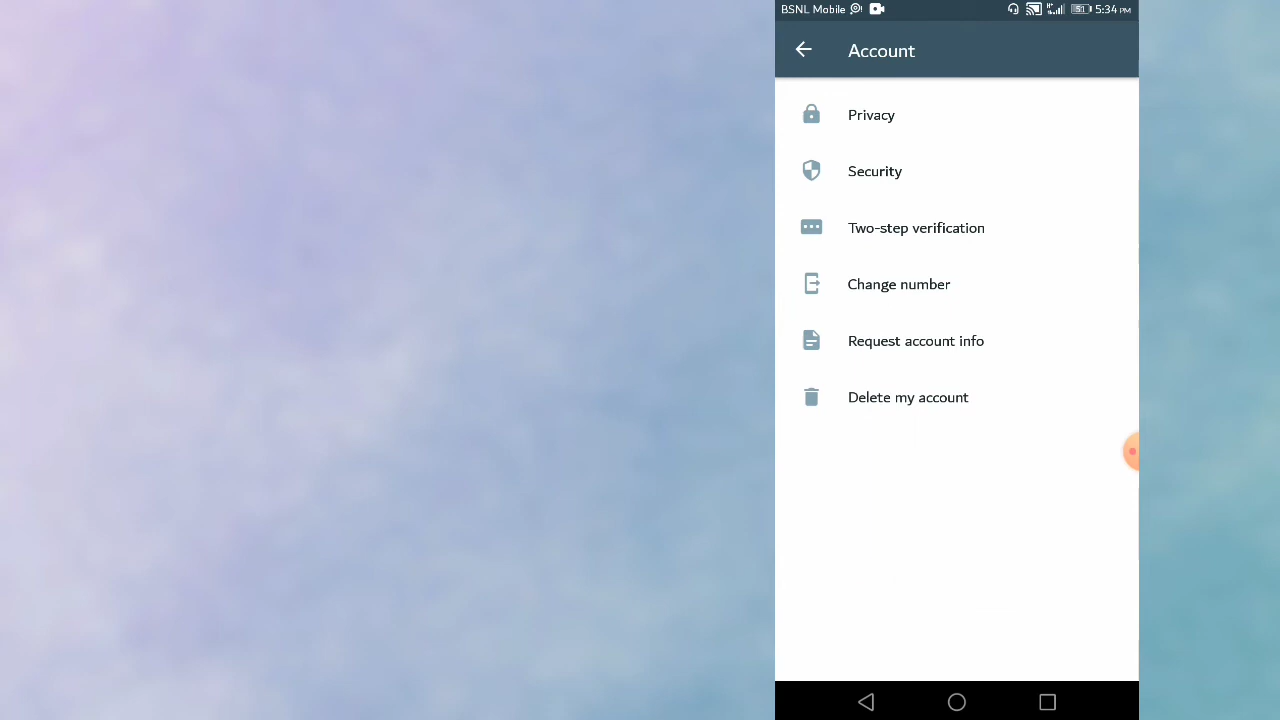 BSNL Mobile 51 5:34 PM
Account
Privacy
Security
Two-step verification
Change number
Request account info
Delete my account